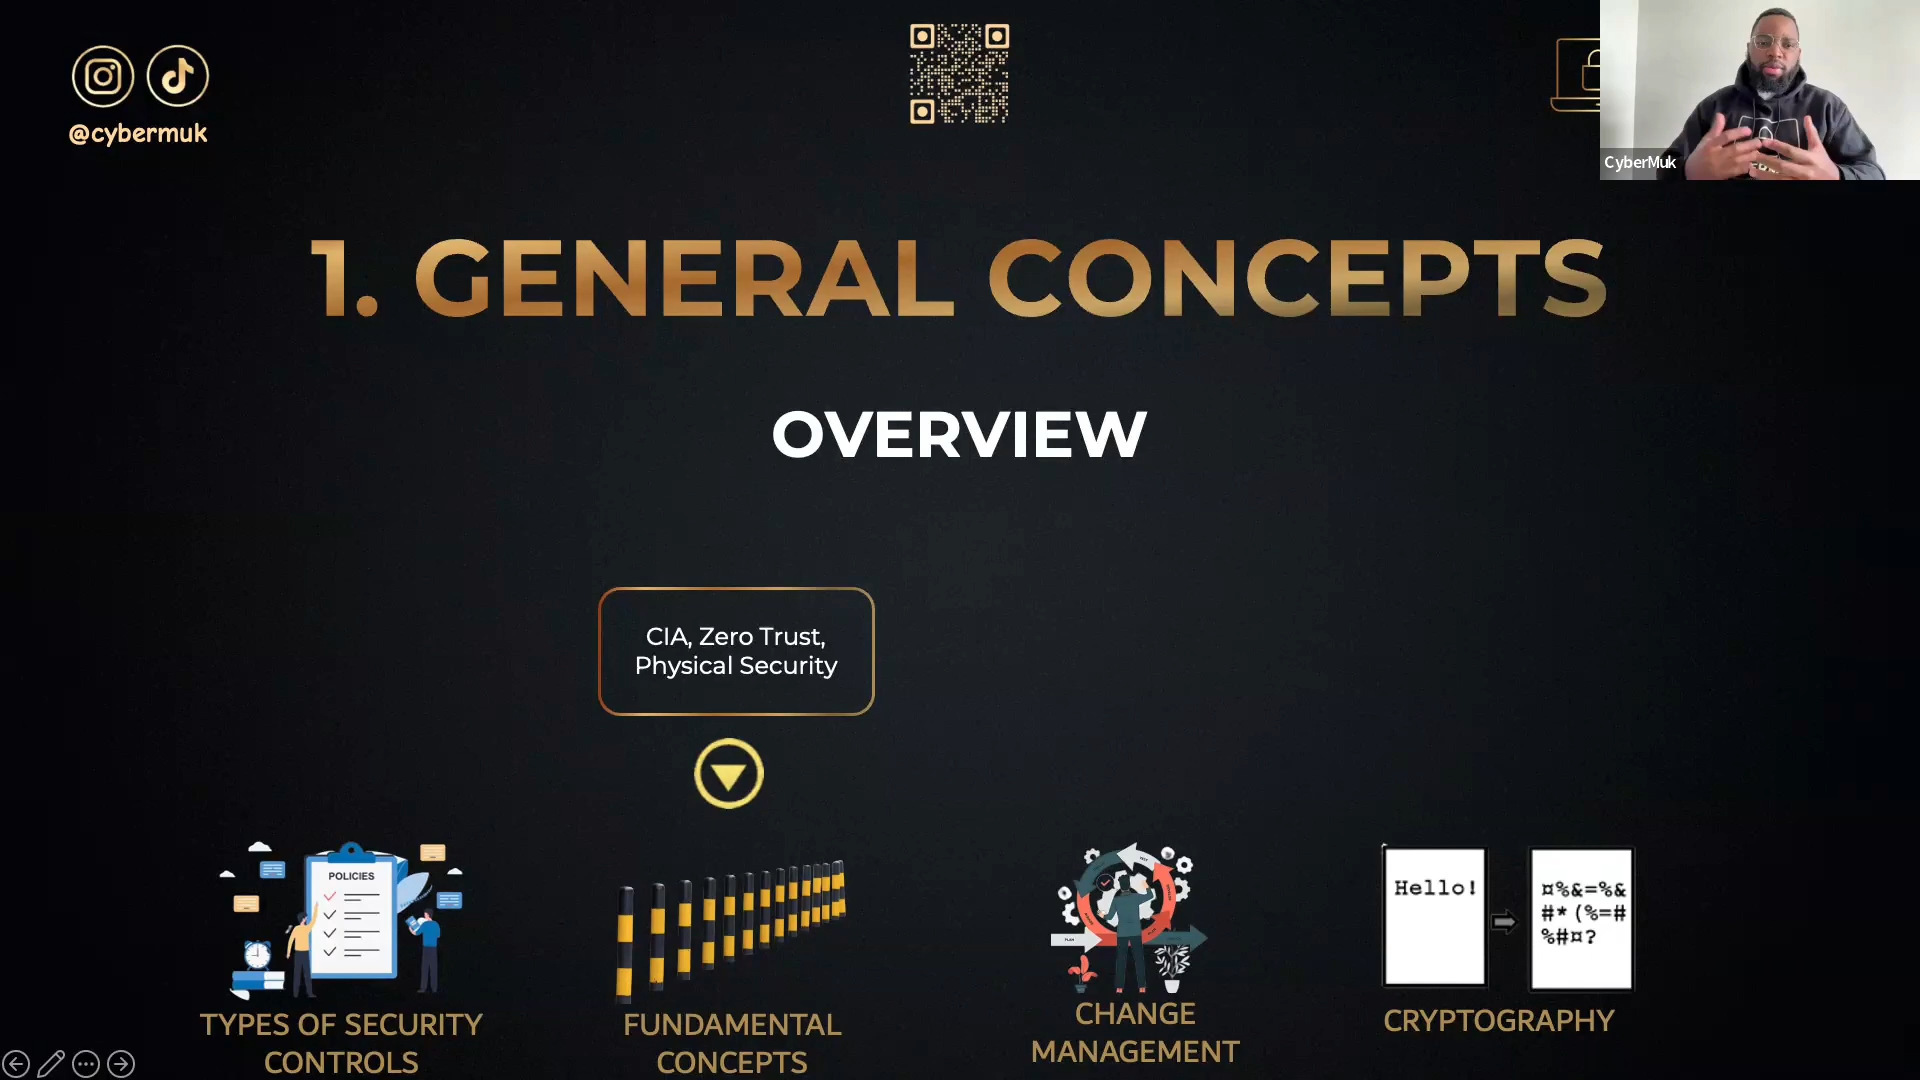 @cybermuk
CyberMuk
1. GENERAL CONCEPTS
OVERVIEW
CIA, Zero Trust,
Physical Security
POLICIES
Hello!
¤%&=%&
#*(%=#
%#¤?
PLAN
TYPES OF SECURITY
CONTROLS
FUNDAMENTAL
CONCEPTS
CHANGE
MANAGEMENT
CRYPTOGRAPHY